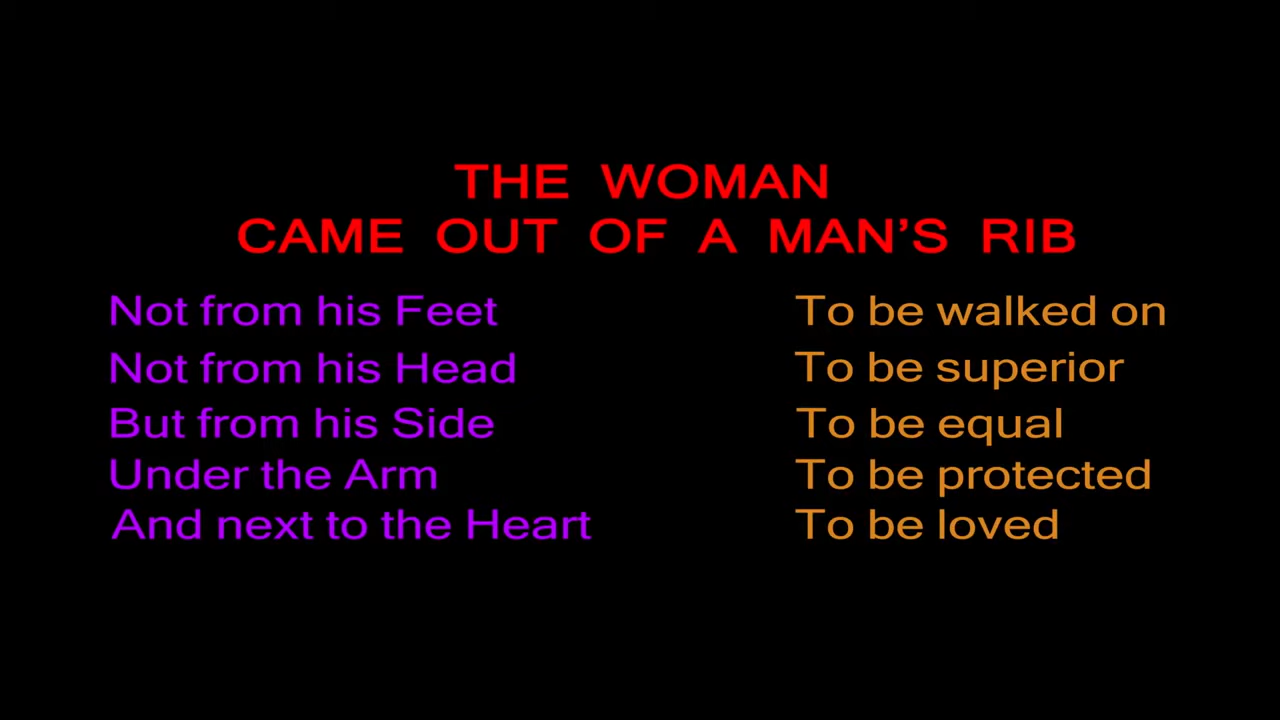 THE WOMAN
CAME OUT OF A MAN’S RIB
Not from his Feet To be walked on
Not from his Head To be superior
But from his Side To be equal
Under the Arm To be protected
And next to the Heart To be loved